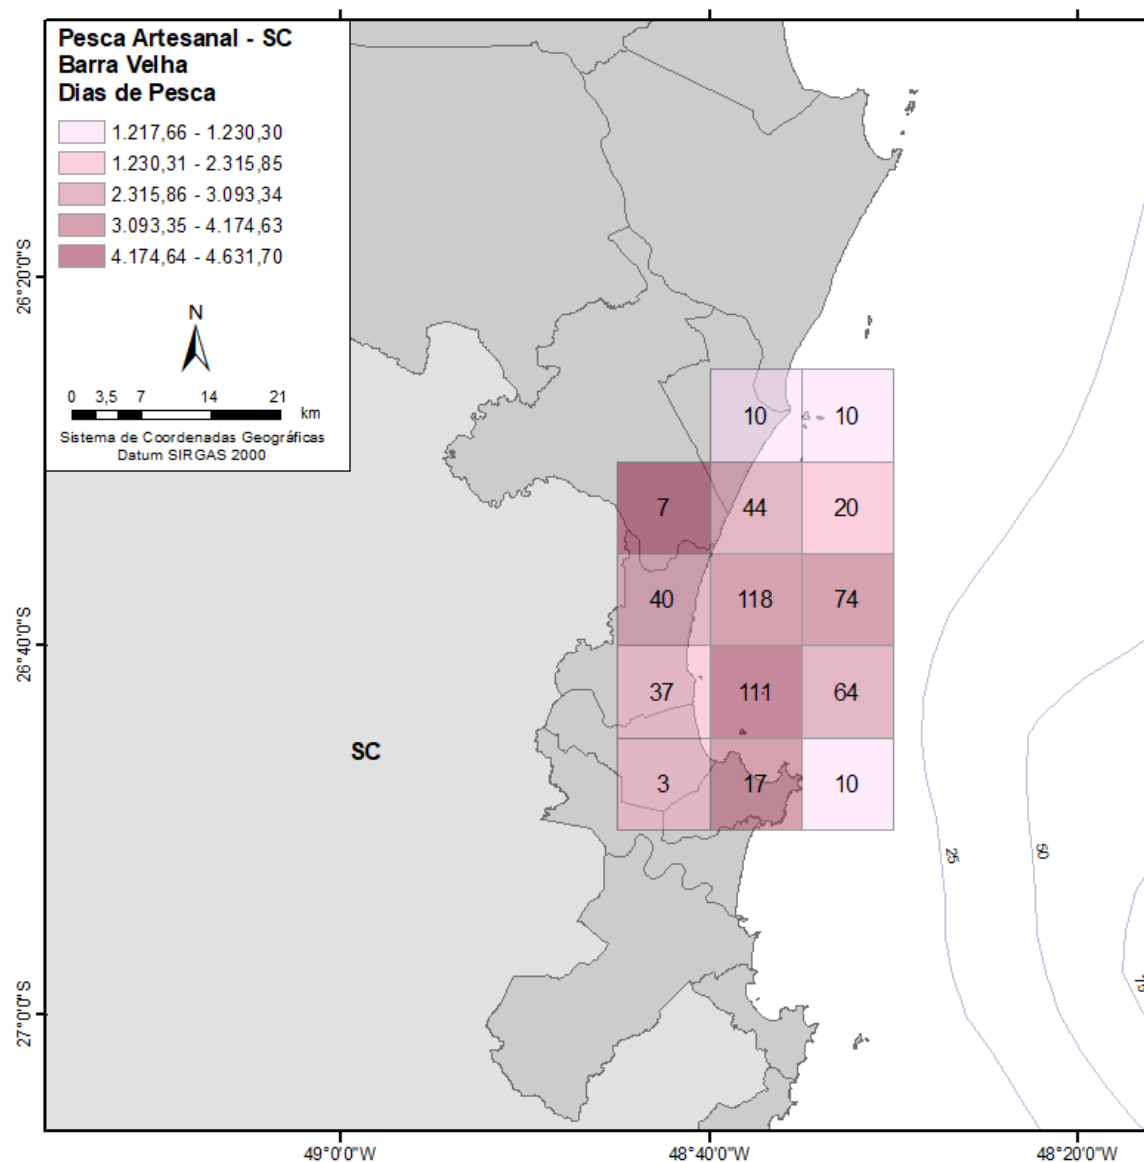 Pesca Artesanal - SC
Barra Velha
Dias de Pesca
1.217,66 - 1.230,30
1.230,31 - 2.315,85
2.315,86 - 3.093,34
3.093,35 - 4.174,63
4.174,64 - 4.631,70
N
0 3,5 7 14 21
km
Sistema de Coordenadas Geográficas
Datum SIRGAS 2000
26°20'0"S
26°40'0"S
27°0'0"S
10 10
7 44 20
40 118 74
37 111 64
3 17 10
SC
25
50
49°0'0"W 48°40'0"W 48°20'0"W